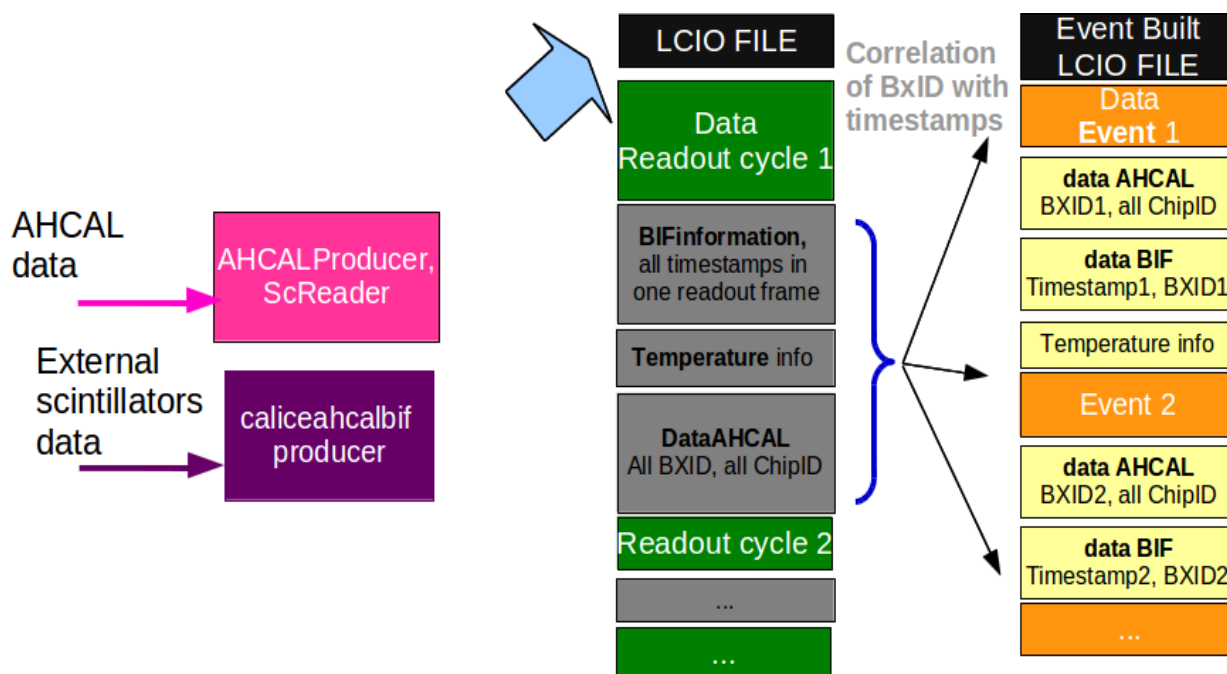 AHCAL
data
AHCALProducer,
ScReader
External
scintillators
data
caliceahcalbif
producer
LCIO FILE
Data
Readout cycle 1
BIFinformation,
all timestamps in
one readout frame
Temperature info
DataAHCAL
All BXID, all ChipID
Readout cycle 2
...
...
Correlation
of BxID with
timestamps
Event Built
LCIO FILE
Data
Event 1
data AHCAL
BXID1, all ChipID
data BIF
Timestamp1, BXID1
Temperature info
Event 2
data AHCAL
BXID2, all ChipID
data BIF
Timestamp2, BXID2
...